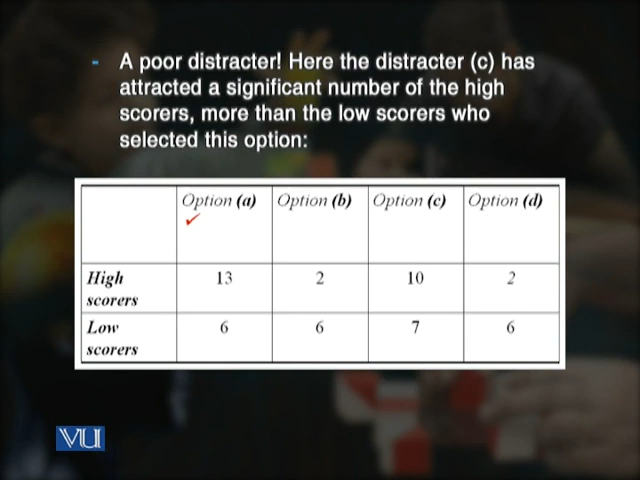 - A poor distracter! Here the distracter (c) has
attracted a significant number of the high
scorers, more than the low scorers who
selected this option:
Option (a) Option (b) Option (c) Option (d)
✓
High scorers 13 2 10 2
Low scorers 6 6 7 6
VU